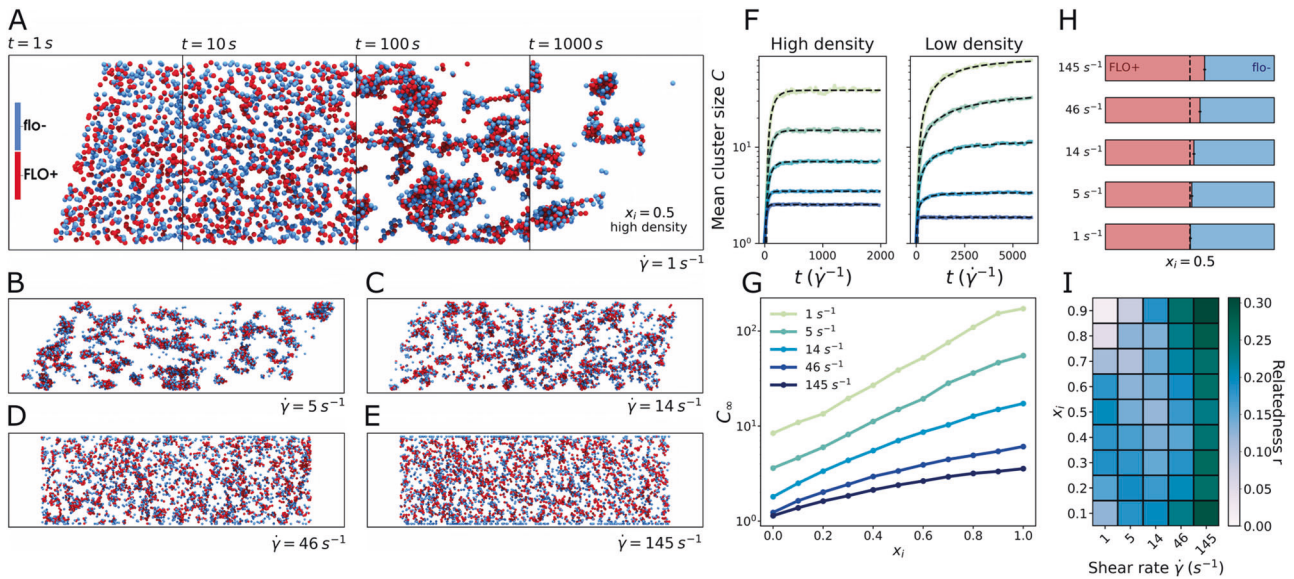 A
t = 1 s
t = 10 s
t = 100 s
t = 1000 s
flo-
FLO+
x_i = 0.5
high density
γ̇ = 1 s⁻¹
B
γ̇ = 5 s⁻¹
C
γ̇ = 14 s⁻¹
D
γ̇ = 46 s⁻¹
E
γ̇ = 145 s⁻¹
F
High density
Low density
Mean cluster size C
10²
10¹
10⁰
0
1000
2000
t (γ̇⁻¹)
10¹
10⁰
0
2500
5000
t (γ̇⁻¹)
G
1 s⁻¹
5 s⁻¹
14 s⁻¹
46 s⁻¹
145 s⁻¹
C∞
10²
10¹
10⁰
0.0 0.2 0.4 0.6 0.8 1.0
x_i
H
145 s⁻¹
FLO+
flo-
46 s⁻¹
14 s⁻¹
5 s⁻¹
1 s⁻¹
x_i = 0.5
I
x_i
0.9
0.8
0.7
0.6
0.5
0.4
0.3
0.2
0.1
1 5 14 46 145
Shear rate γ̇ (s⁻¹)
0.30
0.25
0.20
0.15
0.10
0.05
0.00
Relatedness r